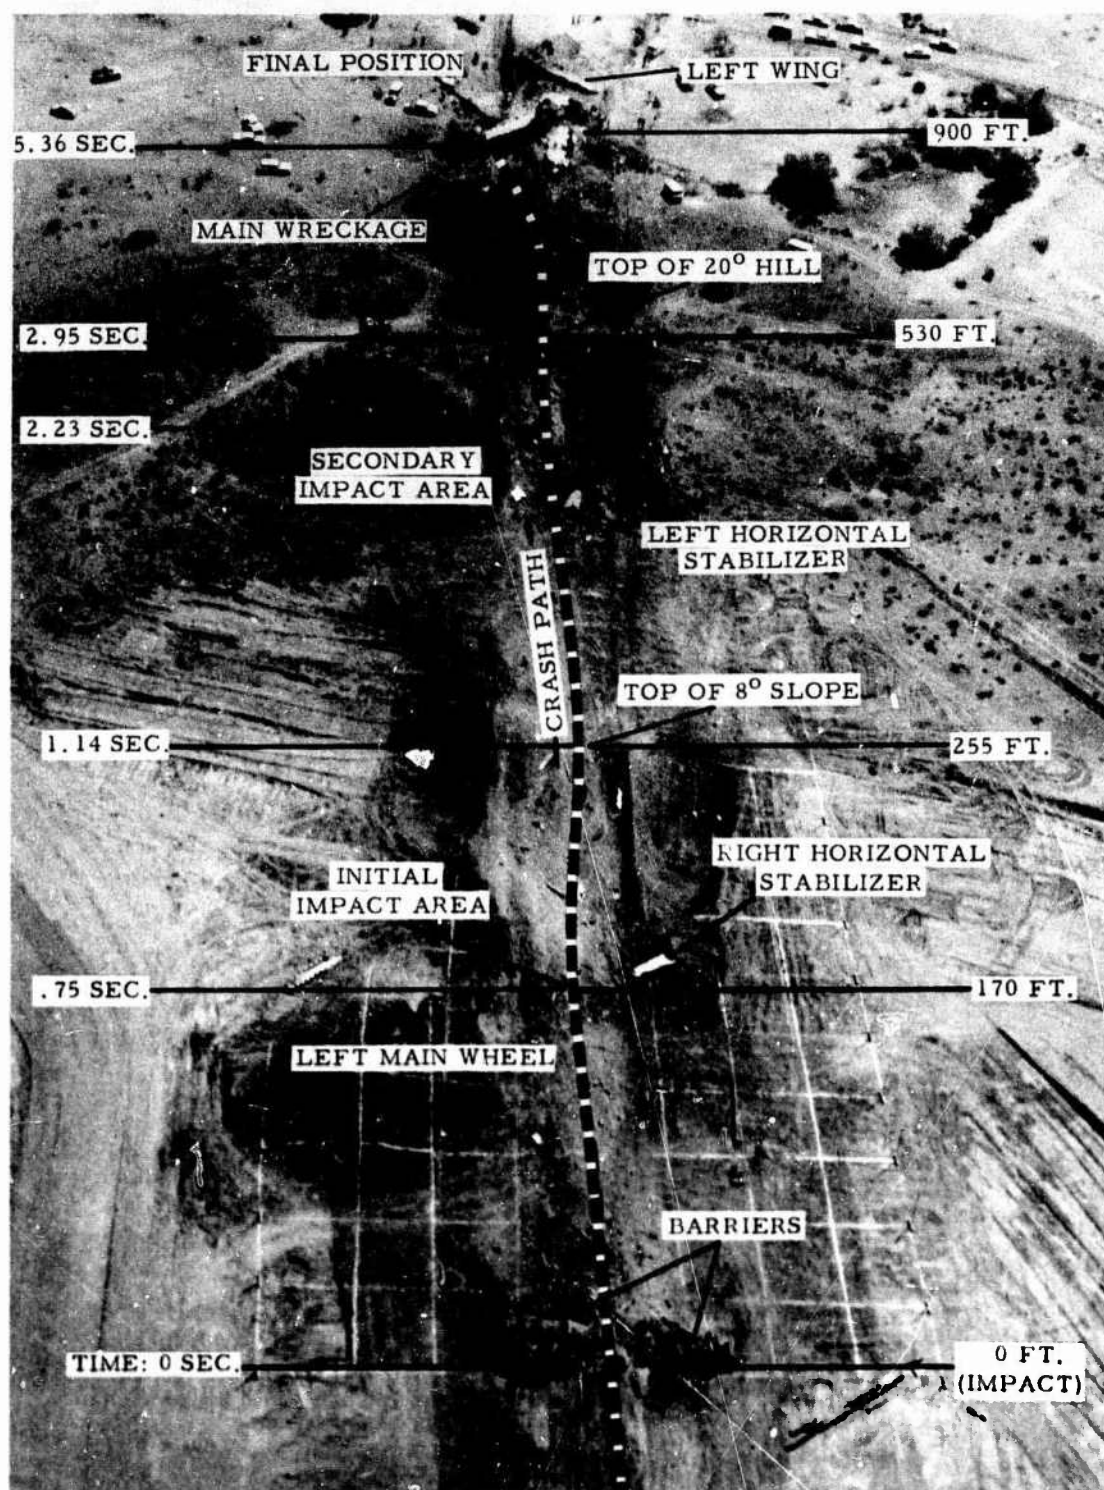 FINAL POSITION
LEFT WING
5.36 SEC.
900 FT.
MAIN WRECKAGE
TOP OF 20° HILL
2.95 SEC.
530 FT.
2.23 SEC.
SECONDARY
IMPACT AREA
LEFT HORIZONTAL
STABILIZER
CRASH PATH
TOP OF 8° SLOPE
1.14 SEC.
255 FT.
RIGHT HORIZONTAL
STABILIZER
INITIAL
IMPACT AREA
.75 SEC.
170 FT.
LEFT MAIN WHEEL
BARRIERS
TIME: 0 SEC.
0 FT.
(IMPACT)